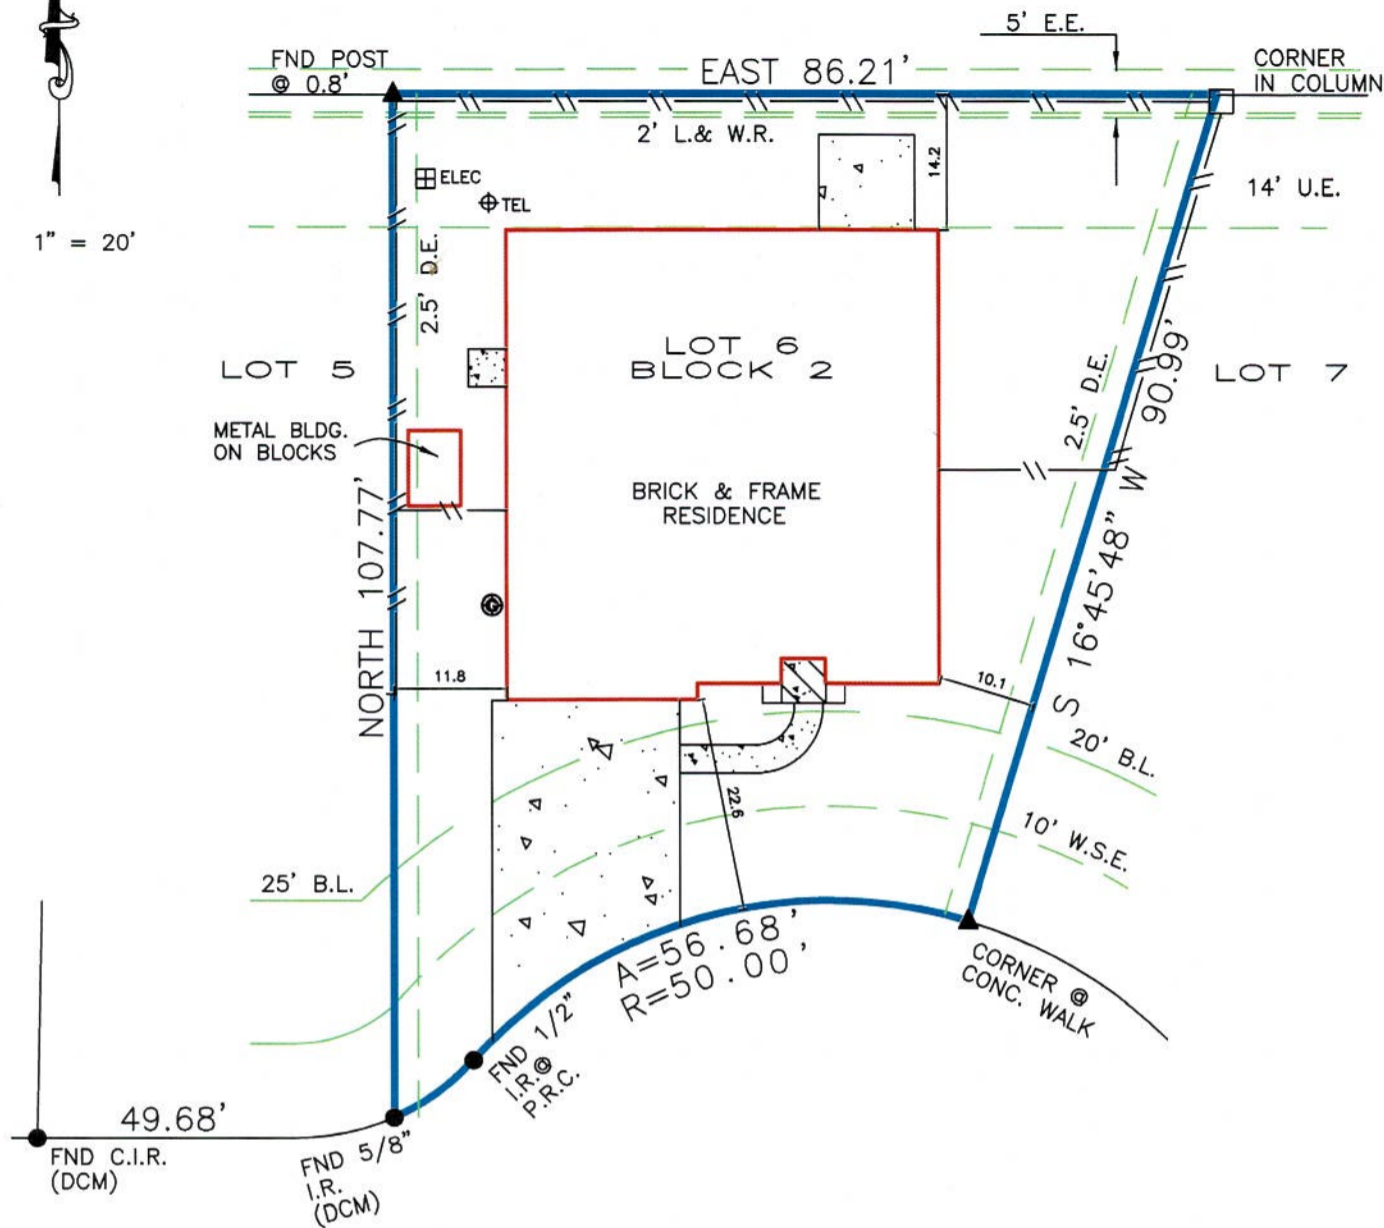 5' E.E.
FND POST
@ 0.8'
EAST 86.21'
CORNER
IN COLUMN
2' L.& W.R.
14.2
ELEC
TEL
14' U.E.
1" = 20'
2.5' D.E.
LOT 5
LOT 6
BLOCK 2
LOT 7
90.99'
2.5' D.E.
METAL BLDG.
ON BLOCKS
BRICK & FRAME
RESIDENCE
NORTH 107.77'
S 16°45'48" W
G
11.8
10.1
20' B.L.
22.6
10' W.S.E.
25' B.L.
A=56.68'
R=50.00'
CORNER @
CONC. WALK
FND 1/2"
I.R.@
P.R.C.
49.68'
FND C.I.R.
(DCM)
FND 5/8"
I.R.
(DCM)